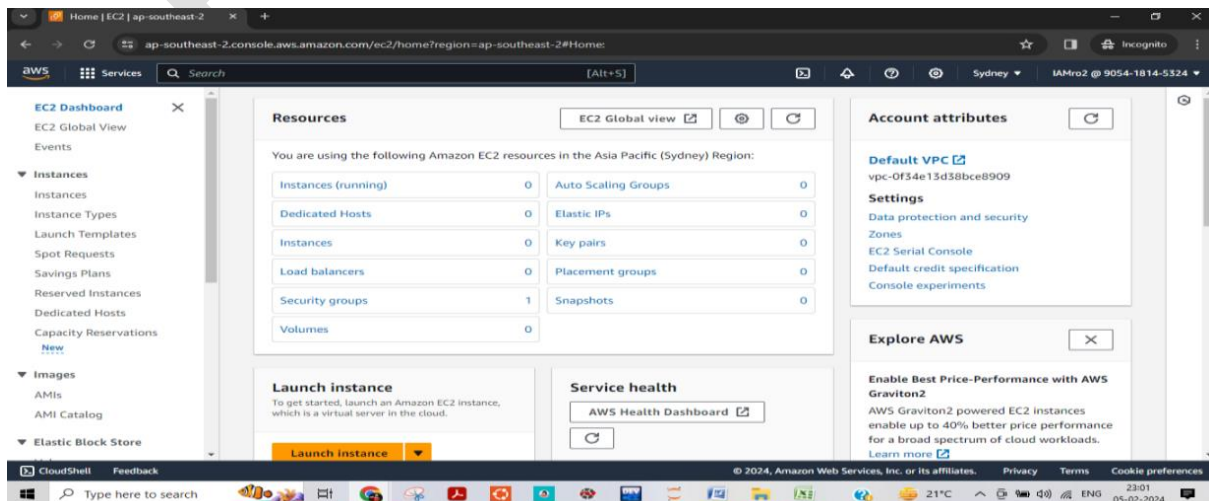 Home | EC2 | ap-southeast-2
ap-southeast-2.console.aws.amazon.com/ec2/home?region=ap-southeast-2#Home:
Incognito
aws
Services
Search
[Alt+S]
Sydney
IAMro2 @ 9054-1814-5324
EC2 Dashboard
EC2 Global View
Events
Instances
Instances
Instance Types
Launch Templates
Spot Requests
Savings Plans
Reserved Instances
Dedicated Hosts
Capacity Reservations
New
Images
AMIs
AMI Catalog
Elastic Block Store
Resources
EC2 Global view
You are using the following Amazon EC2 resources in the Asia Pacific (Sydney) Region:
Instances (running) 0 Auto Scaling Groups 0
Dedicated Hosts 0 Elastic IPs 0
Instances 0 Key pairs 0
Load balancers 0 Placement groups 0
Security groups 1 Snapshots 0
Volumes 0
Launch instance
To get started, launch an Amazon EC2 instance,
which is a virtual server in the cloud.
Launch instance
Service health
AWS Health Dashboard
Account attributes
Default VPC
vpc-0f34e13d38bce8909
Settings
Data protection and security
Zones
EC2 Serial Console
Default credit specification
Console experiments
Explore AWS
Enable Best Price-Performance with AWS
Graviton2
AWS Graviton2 powered EC2 instances
enable up to 40% better price performance
for a broad spectrum of cloud workloads.
Learn more
CloudShell Feedback
© 2024, Amazon Web Services, Inc. or its affiliates. Privacy Terms Cookie preferences
Type here to search
21°C
ENG
23:01
05-02-2024